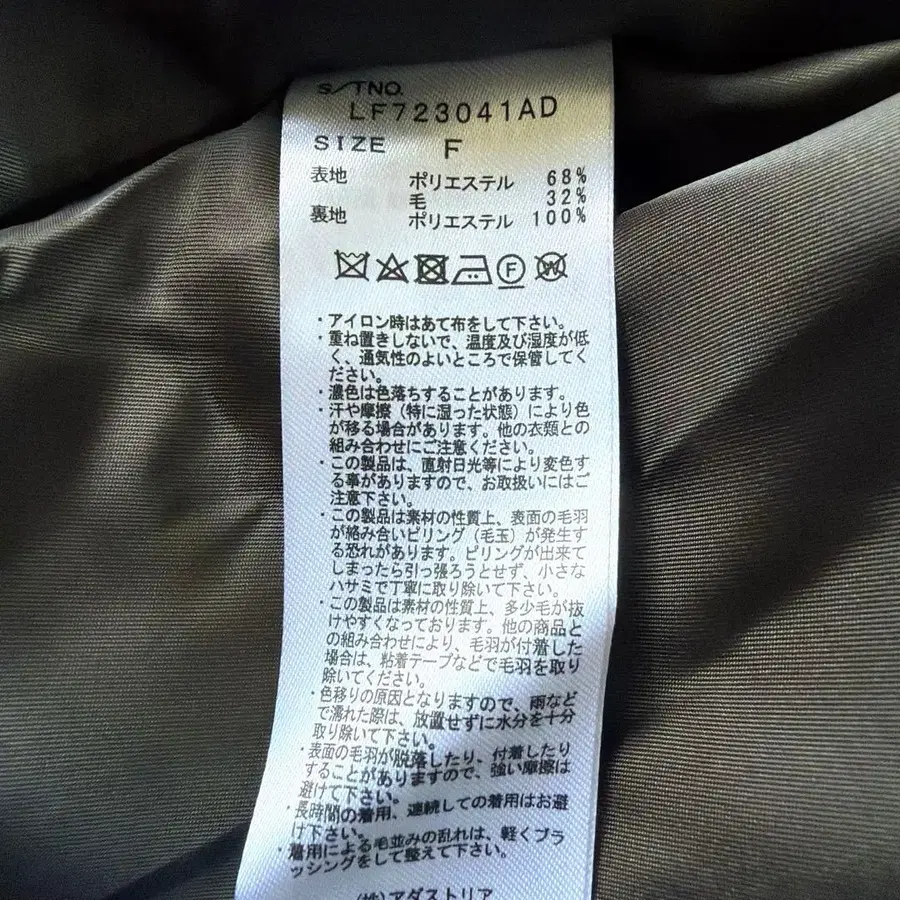 S/TNO.
LF723041AD
SIZE F
表地 ポリエステル 68%
毛 32%
裏地 ポリエステル 100%
F W
・アイロン時はあて布をして下さい。
・重ね置きしないで、温度及び湿度が低
く、通気性のよいところで保管してく
ださい。
・濃色は色落ちすることがあります。
・汗や摩擦（特に湿った状態）により色
が移る場合があります。他の衣類との
組み合わせにご注意ください。
・この製品は、直射日光等により変色す
る事がありますので、お取扱いにはご
注意下さい。
・この製品は素材の性質上、表面の毛羽
が絡み合いピリング（毛玉）が発生す
る恐れがあります。ピリングが出来て
しまったら引っ張ろうとせず、小さな
ハサミで丁寧に取り除いて下さい。
・この製品は素材の性質上、多少毛が抜
けやすくなっております。他の商品と
の組み合わせにより、毛羽が付着した
場合は、粘着テープなどで毛羽を取り
除いてください。
・色移りの原因となりますので、雨など
で濡れた際は、放置せずに水分を十分
取り除いて下さい。
・表面の毛羽が脱落したり、付着したり
することがありますので、強い摩擦は
避けて下さい。
・長時間の着用、連続しての着用はお避
け下さい。
・着用による毛並みの乱れは、軽くブラ
ッシングをして整えて下さい。
(株)アダストリア